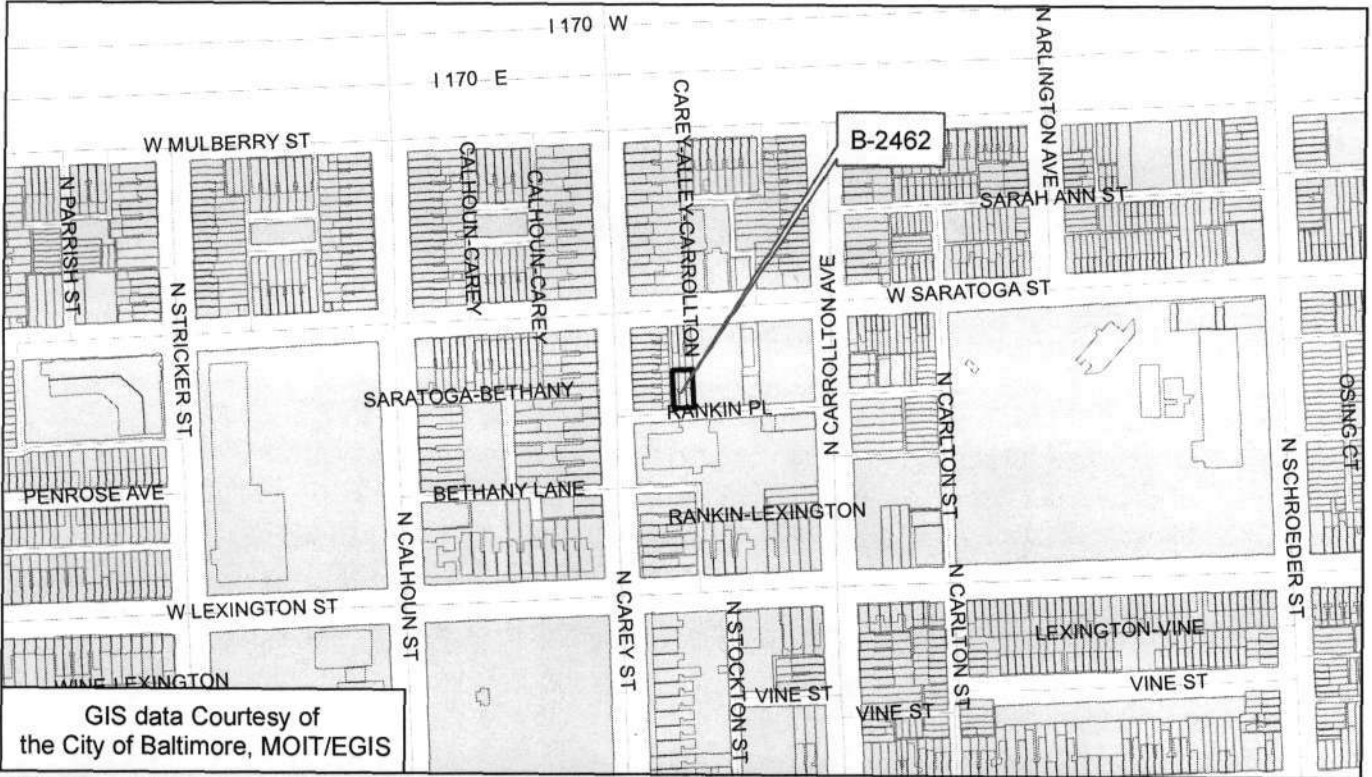 I 170 W
I 170 E
N ARLINGTON AVE
W MULBERRY ST
CAREY-ALLEY-CARROLLTON
B-2462
CALHOUN-CAREY
CALHOUN-CAREY
N PARRISH ST
SARAH ANN ST
N STRICKER ST
N CARROLLTON AVE
W SARATOGA ST
SARATOGA-BETHANY
RANKIN PL
N CARLTON ST
OSING CT
N SCHROEDER ST
PENROSE AVE
BETHANY LANE
RANKIN-LEXINGTON
N CALHOUN ST
N CAREY ST
W LEXINGTON ST
N STOCKTON ST
N CARLTON ST
LEXINGTON-VINE
VINE ST
VINE ST
VINE ST
WINE-LEXINGTON
GIS data Courtesy of
the City of Baltimore, MOIT/EGIS